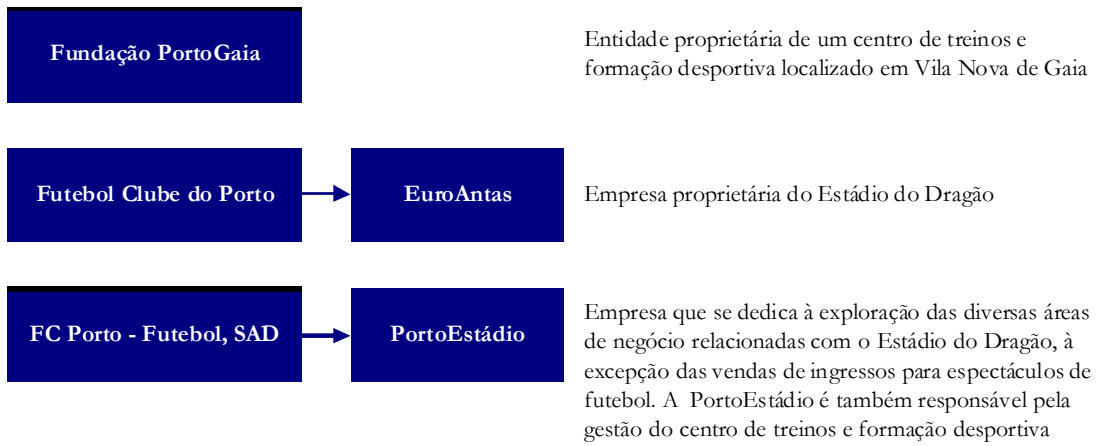 Fundação PortoGaia
Entidade proprietária de um centro de treinos e
formação desportiva localizado em Vila Nova de Gaia
Futebol Clube do Porto
EuroAntas
Empresa proprietária do Estádio do Dragão
FC Porto - Futebol, SAD
PortoEstádio
Empresa que se dedica à exploração das diversas áreas
de negócio relacionadas com o Estádio do Dragão, à
excepção das vendas de ingressos para espectáculos de
futebol. A PortoEstádio é também responsável pela
gestão do centro de treinos e formação desportiva